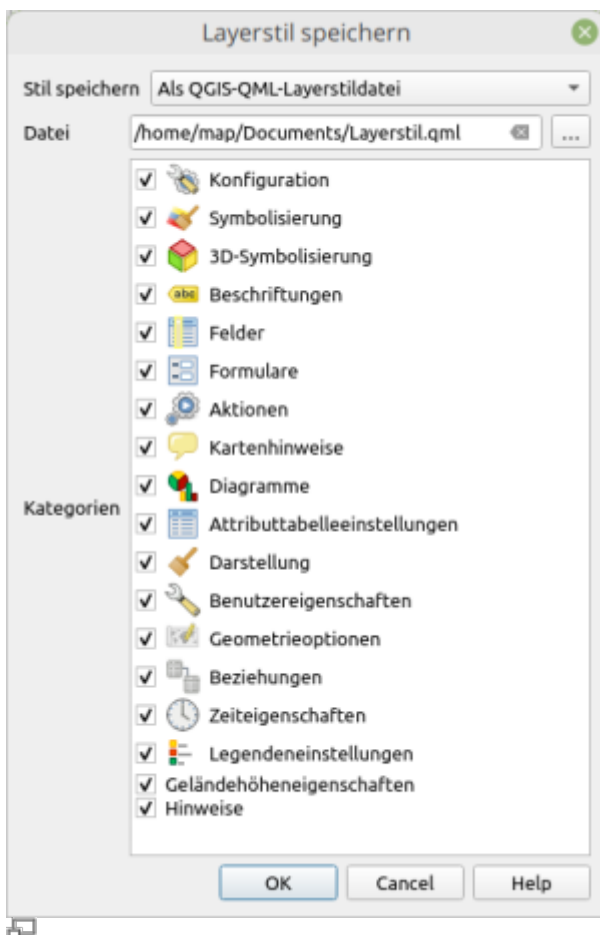 Layerstil speichern
Stil speichern Als QGIS-QML-Layerstildatei
Datei /home/map/Documents/Layerstil.qml ...
Konfiguration
Symbolisierung
3D-Symbolisierung
abc Beschriftungen
Felder
Formulare
Aktionen
Kartenhinweise
Diagramme
Kategorien
Attributtabelleeinstellungen
Darstellung
Benutzereigenschaften
Geometrieoptionen
Beziehungen
Zeiteigenschaften
Legendeneinstellungen
Geländehöheneigenschaften
Hinweise
OK Cancel Help